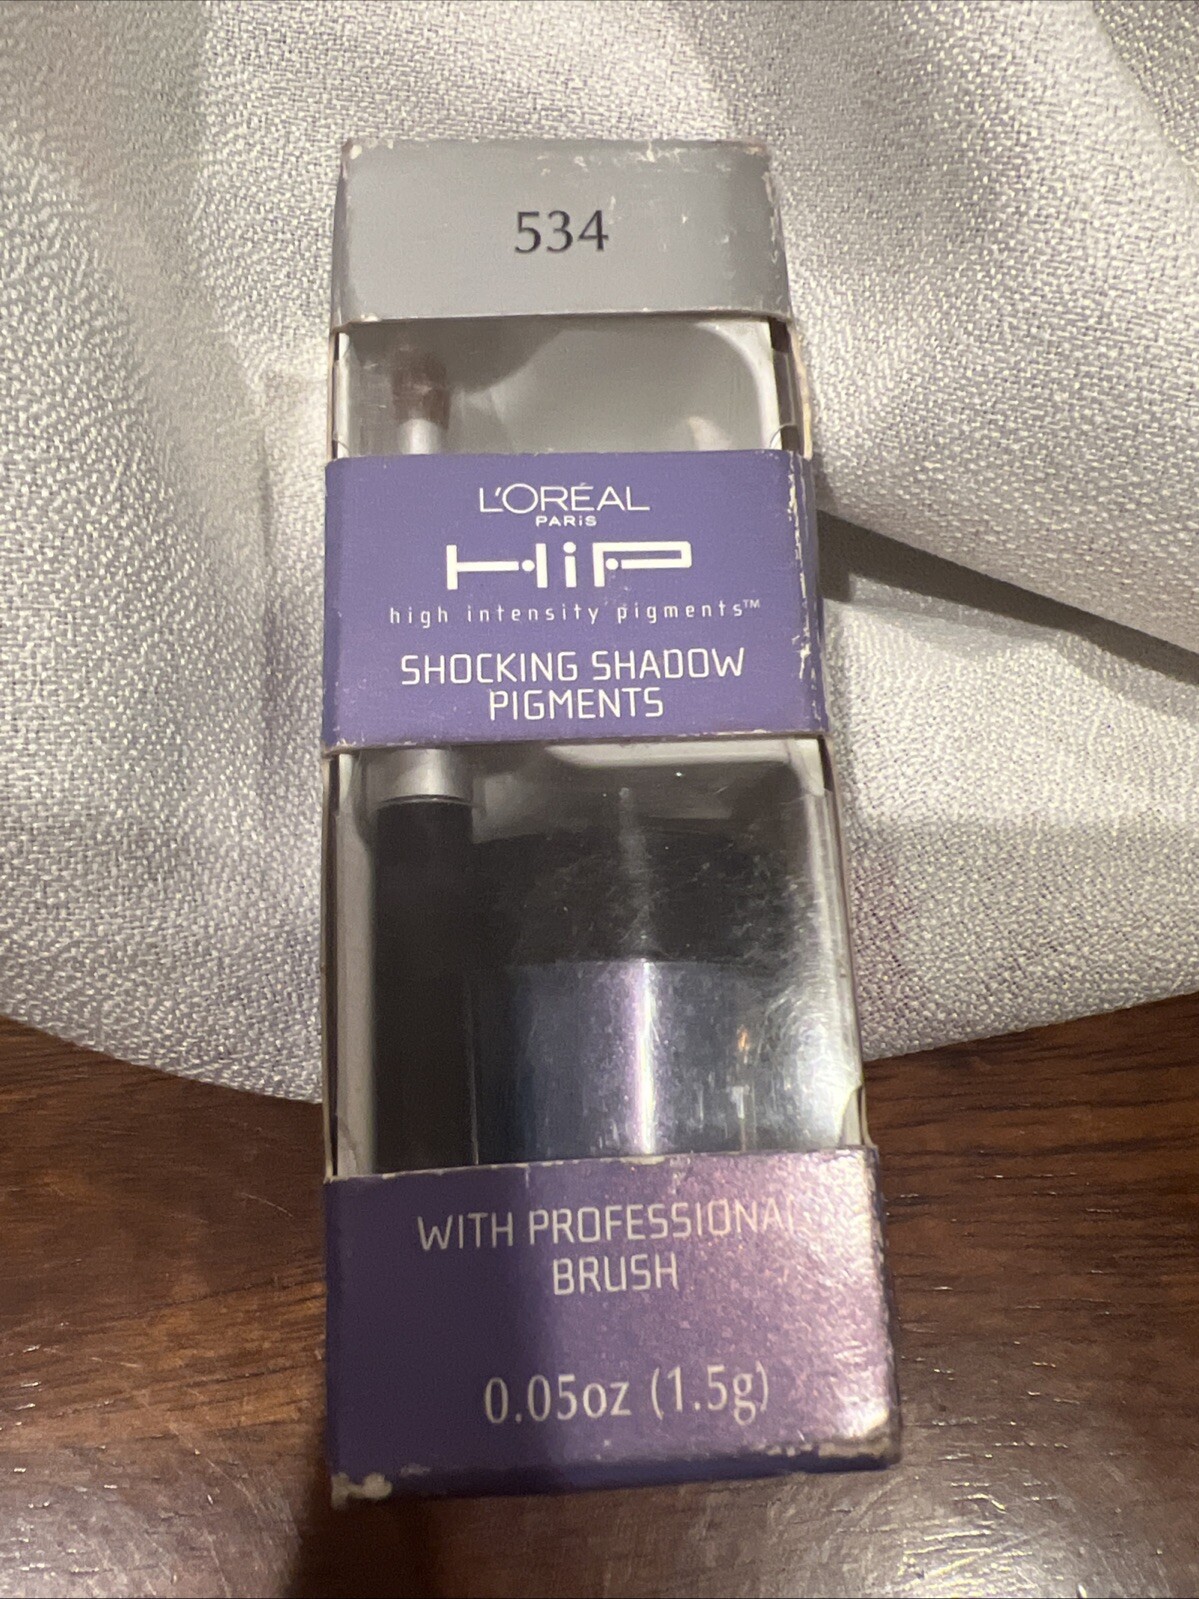 534
L'ORÉAL
PARiS
HiP
high intensity pigments™
SHOCKING SHADOW
PIGMENTS
WITH PROFESSIONAL
BRUSH
0.05oz (1.5g)